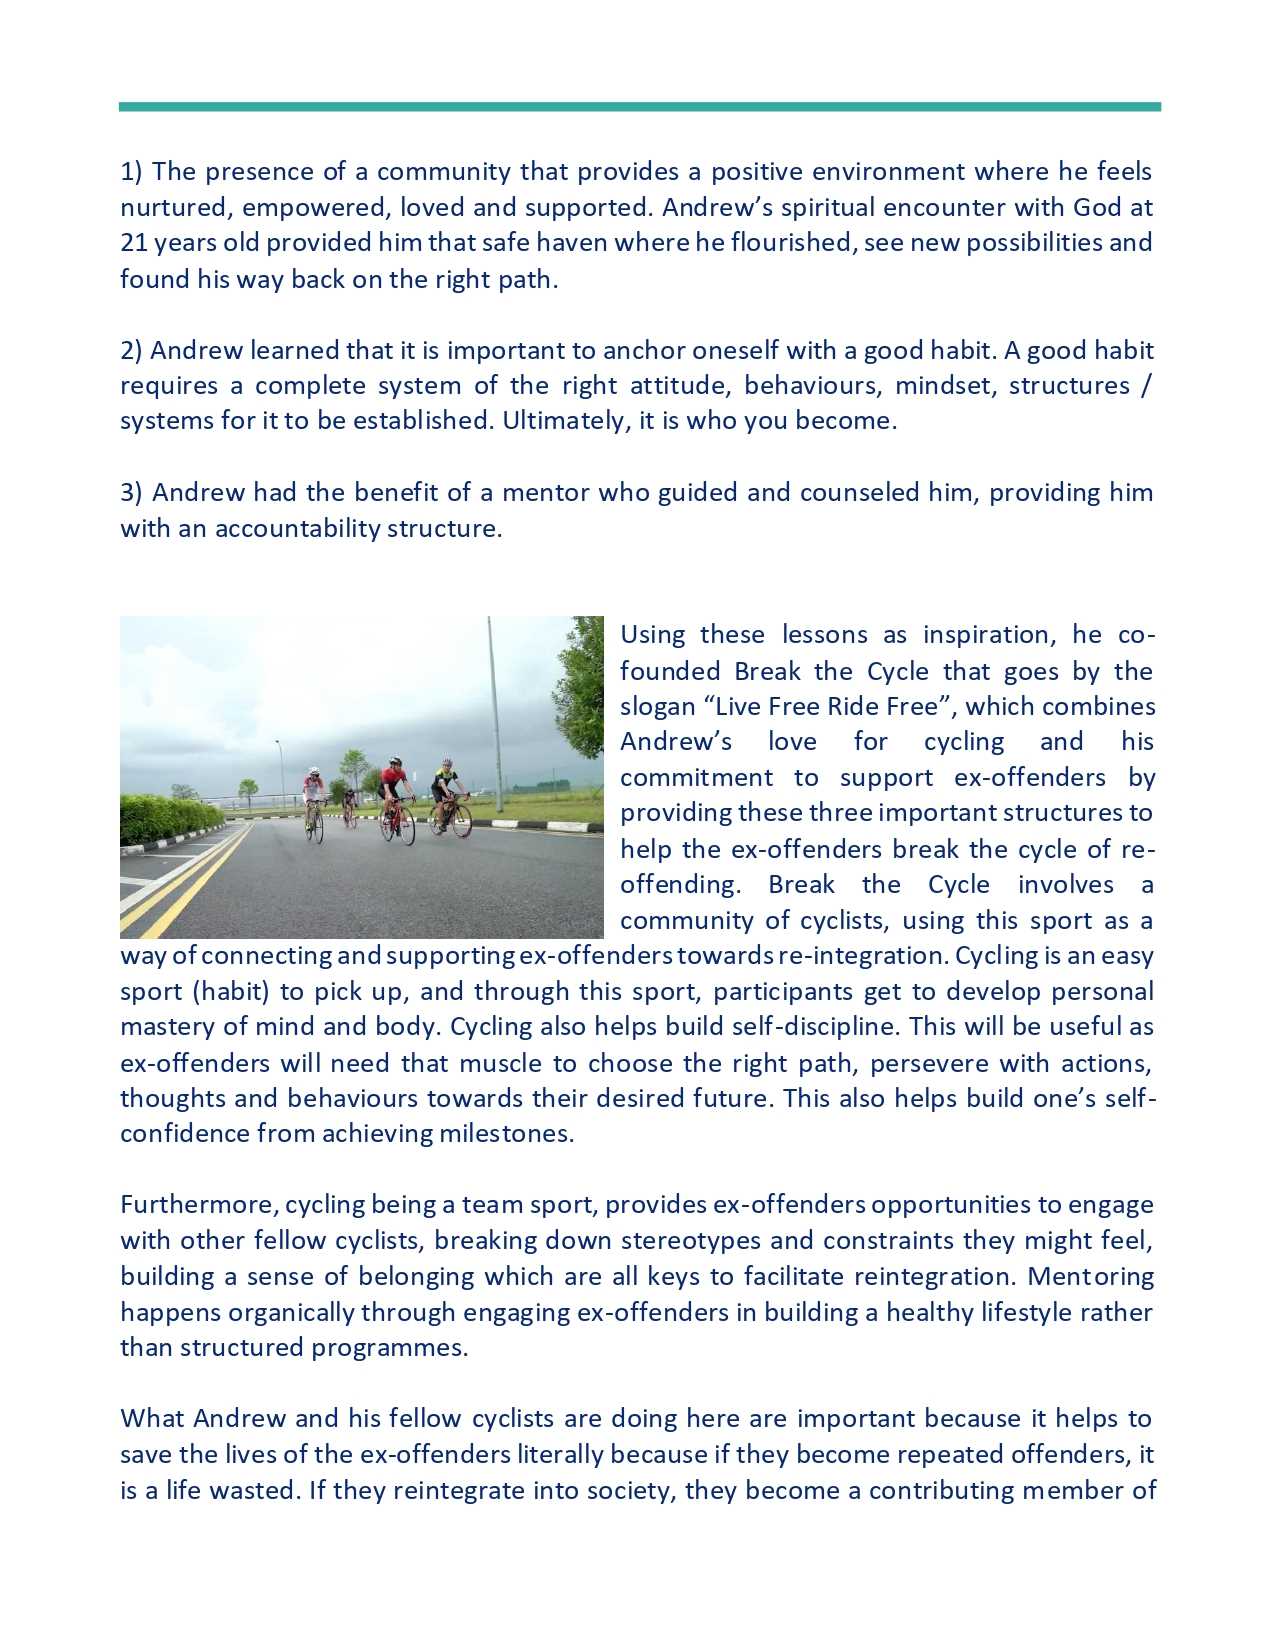 1) The presence of a community that provides a positive environment where he feels
nurtured, empowered, loved and supported. Andrew’s spiritual encounter with God at
21 years old provided him that safe haven where he flourished, see new possibilities and
found his way back on the right path.
2) Andrew learned that it is important to anchor oneself with a good habit. A good habit
requires a complete system of the right attitude, behaviours, mindset, structures /
systems for it to be established. Ultimately, it is who you become.
3) Andrew had the benefit of a mentor who guided and counseled him, providing him
with an accountability structure.
Using these lessons as inspiration, he co-
founded Break the Cycle that goes by the
slogan “Live Free Ride Free”, which combines
Andrew’s love for cycling and his
commitment to support ex-offenders by
providing these three important structures to
help the ex-offenders break the cycle of re-
offending. Break the Cycle involves a
community of cyclists, using this sport as a
way of connecting and supporting ex-offenders towards re-integration. Cycling is an easy
sport (habit) to pick up, and through this sport, participants get to develop personal
mastery of mind and body. Cycling also helps build self-discipline. This will be useful as
ex-offenders will need that muscle to choose the right path, persevere with actions,
thoughts and behaviours towards their desired future. This also helps build one’s self-
confidence from achieving milestones.
Furthermore, cycling being a team sport, provides ex-offenders opportunities to engage
with other fellow cyclists, breaking down stereotypes and constraints they might feel,
building a sense of belonging which are all keys to facilitate reintegration. Mentoring
happens organically through engaging ex-offenders in building a healthy lifestyle rather
than structured programmes.
What Andrew and his fellow cyclists are doing here are important because it helps to
save the lives of the ex-offenders literally because if they become repeated offenders, it
is a life wasted. If they reintegrate into society, they become a contributing member of